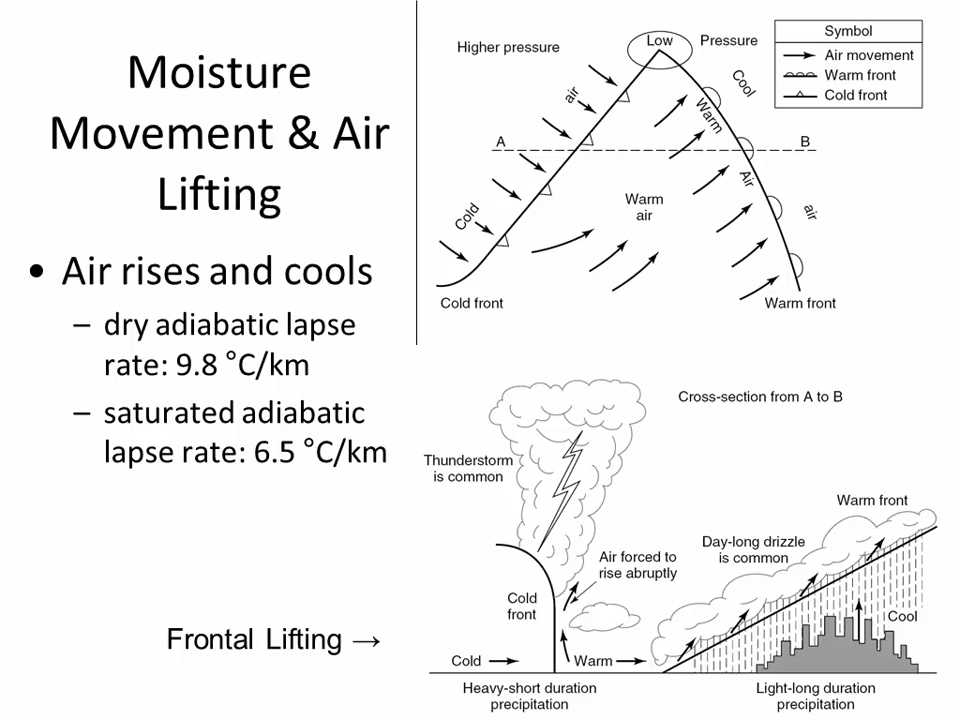 Moisture
Movement & Air
Lifting
• Air rises and cools
– dry adiabatic lapse
rate: 9.8 °C/km
– saturated adiabatic
lapse rate: 6.5 °C/km
Frontal Lifting →
Higher pressure
Low
Pressure
Symbol
Air movement
Warm front
Cold front
Cool
air
Warm
A
B
Air
Warm
air
air
Cold
Cold front
Warm front
Cross-section from A to B
Thunderstorm
is common
Warm front
Day-long drizzle
is common
Air forced to
rise abruptly
Cold
front
Cool
Cold
Warm
Heavy-short duration
precipitation
Light-long duration
precipitation